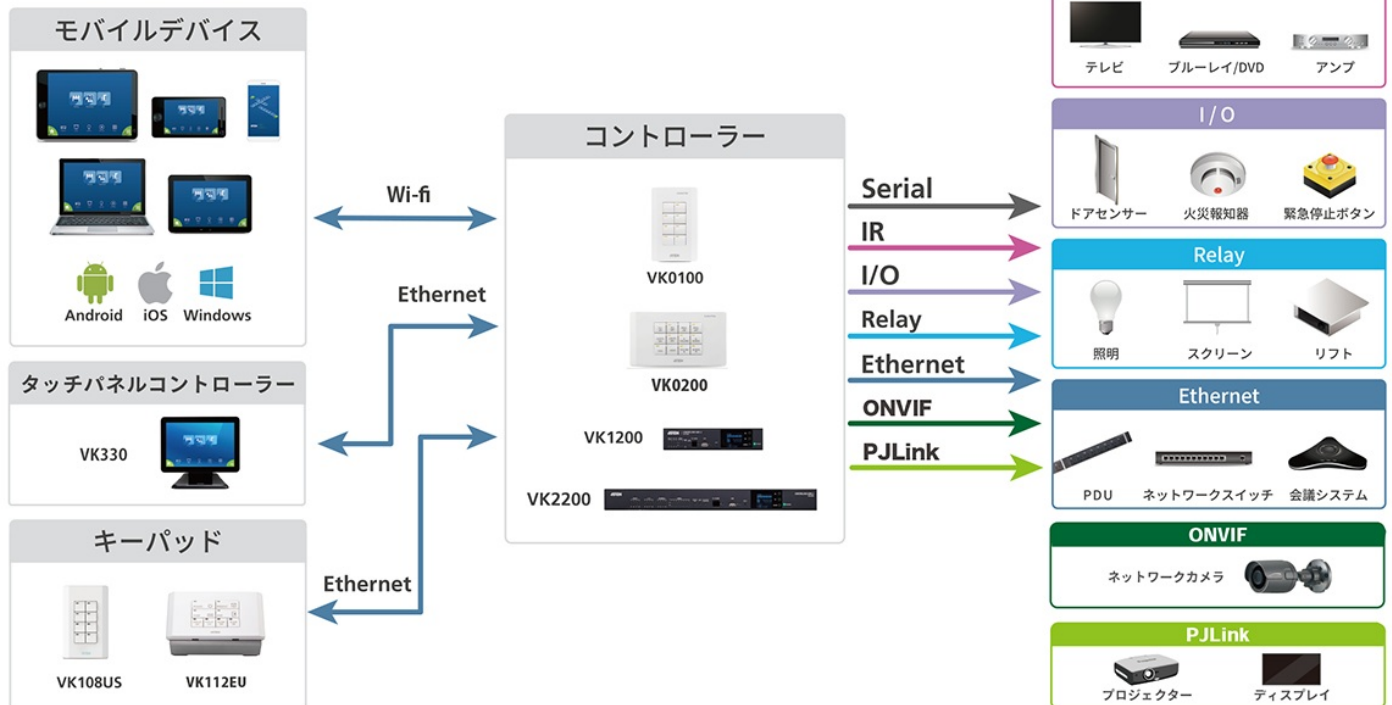 モバイルデバイス
Android
iOS
Windows
タッチパネルコントローラー
VK330
キーパッド
VK108US
VK112EU
Wi-fi
Ethernet
Ethernet
コントローラー
VK0100
VK0200
VK1200
VK2200
Serial
IR
I/O
Relay
Ethernet
ONVIF
PJLink
テレビ
ブルーレイ/DVD
アンプ
I/O
ドアセンサー
火災報知器
緊急停止ボタン
Relay
照明
スクリーン
リフト
Ethernet
PDU
ネットワークスイッチ
会議システム
ONVIF
ネットワークカメラ
PJLink
プロジェクター
ディスプレイ